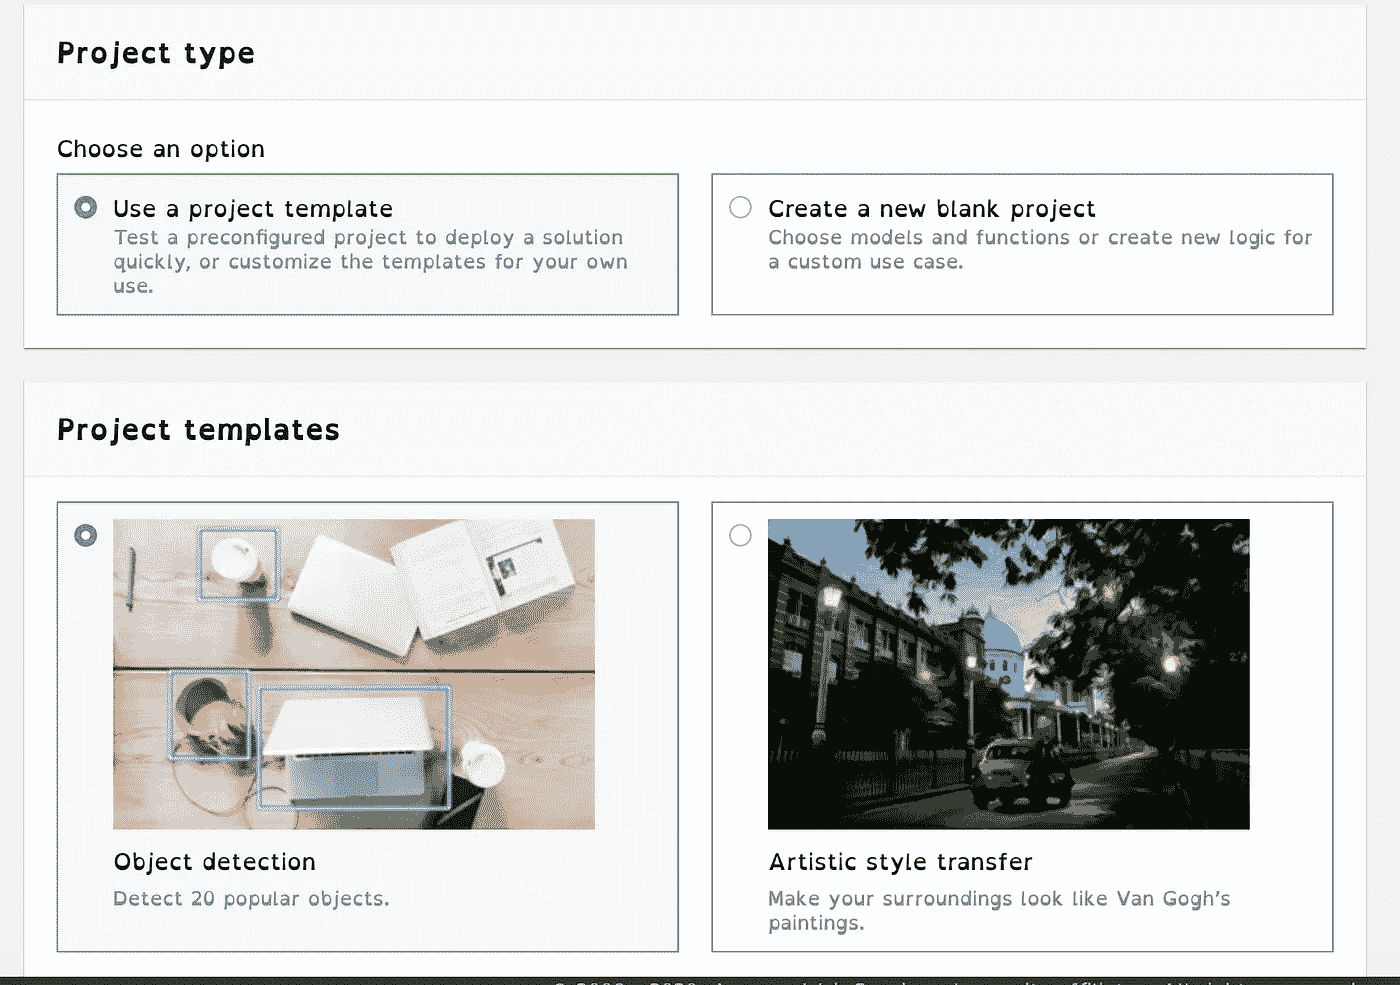 Project type
Choose an option
Use a project template
Test a preconfigured project to deploy a solution
quickly, or customize the templates for your own
use.
Create a new blank project
Choose models and functions or create new logic for
a custom use case.
Project templates
Object detection
Detect 20 popular objects.
Artistic style transfer
Make your surroundings look like Van Gogh's
paintings.